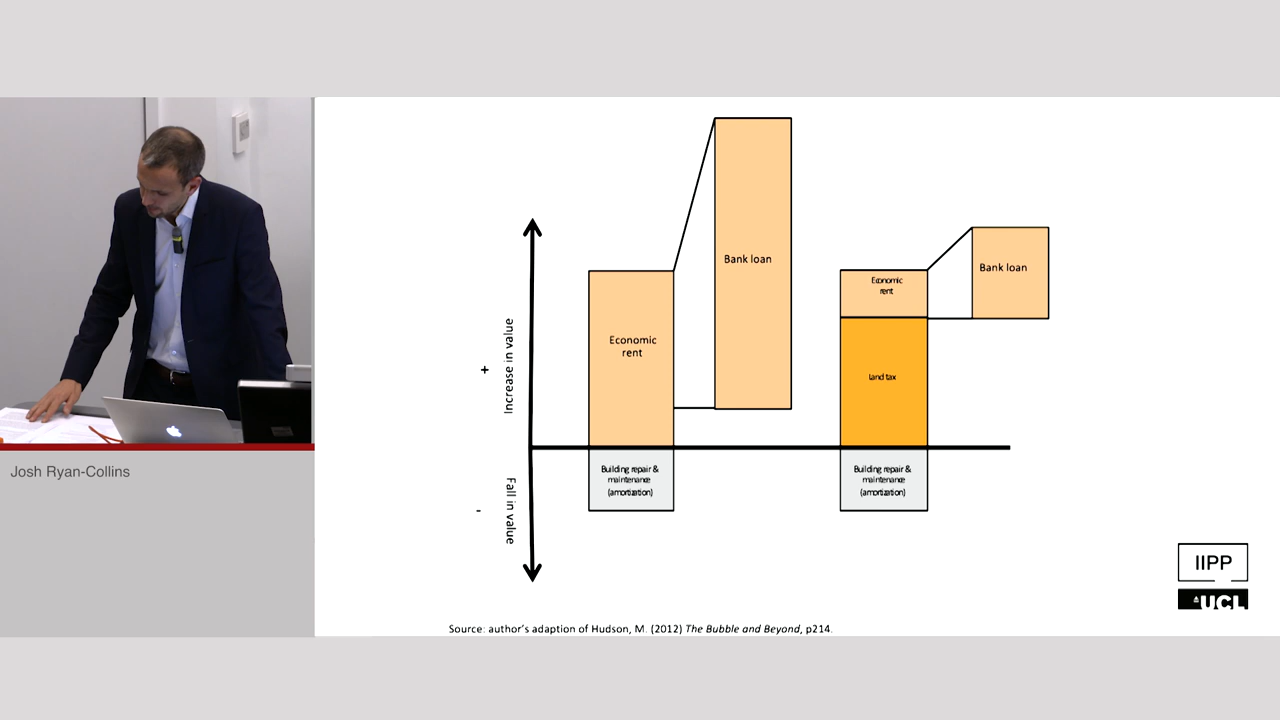 Josh Ryan-Collins
+
Increase in value
-
Fall in value
Economic
rent
Bank loan
Building repair &
maintenance
(amortization)
Economic
rent
land tax
Bank loan
Building repair &
maintenance
(amortization)
IIPP
UCL
Source: author's adaption of Hudson, M. (2012) The Bubble and Beyond, p214.